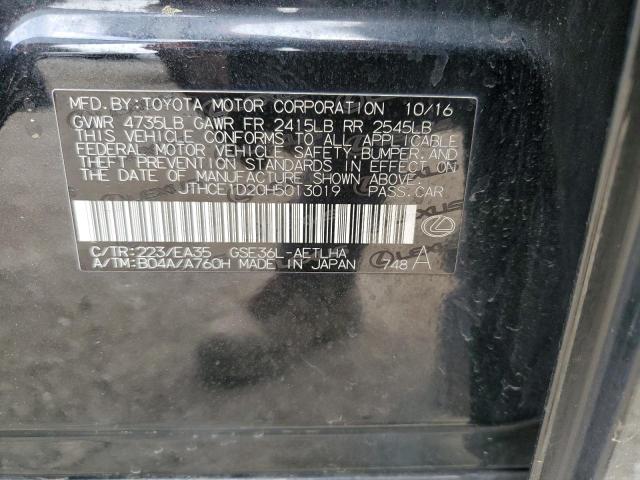 MFD. BY: TOYOTA MOTOR CORPORATION 10/16
GVWR 4735LB GAWR FR 2415LB RR 2545LB
THIS VEHICLE CONFORMS TO ALL APPLICABLE
FEDERAL MOTOR VEHICLE SAFETY, BUMPER, AND
THEFT PREVENTION STANDARDS IN EFFECT ON
THE DATE OF MANUFACTURE SHOWN ABOVE.
JTHCE1D20H5013019 PASS. CAR
LEXUS
C/TR: 223/EA35 GSE36L-AETLHA
A/TM: B04A/A760H MADE IN JAPAN 748 A